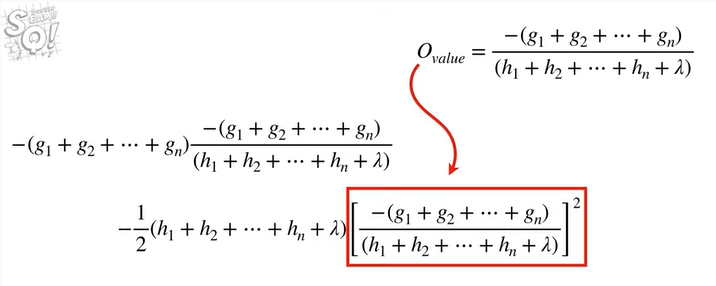 StatQuest!
O_value = −(g₁ + g₂ + ⋯ + gₙ) / (h₁ + h₂ + ⋯ + hₙ + λ)
−(g₁ + g₂ + ⋯ + gₙ) −(g₁ + g₂ + ⋯ + gₙ) / (h₁ + h₂ + ⋯ + hₙ + λ)
−1/2 (h₁ + h₂ + ⋯ + hₙ + λ) [−(g₁ + g₂ + ⋯ + gₙ) / (h₁ + h₂ + ⋯ + hₙ + λ)]²